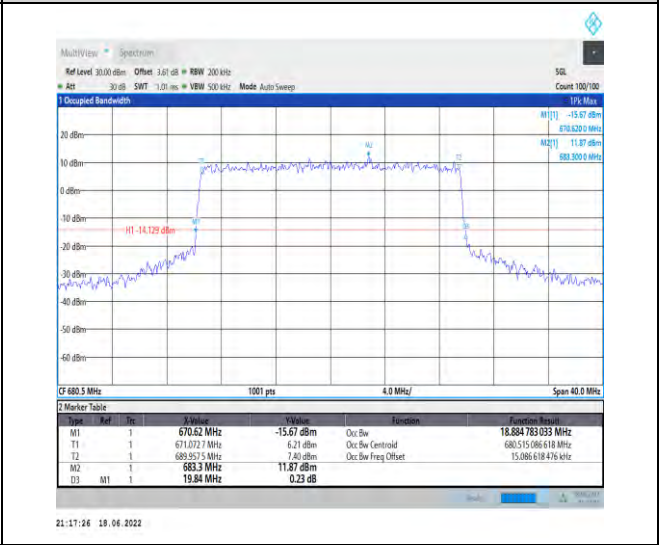 MultiView Spectrum
Ref Level 30.00 dBm Offset 3.61 dB RBW 200 kHz SGL
Att 30 dB SWT 1.01 ms VBW 500 kHz Mode Auto Sweep Count 100/100
1 Occupied Bandwidth 1Pk Max
M1[1] -15.67 dBm
670.620 0 MHz
M2[1] 11.87 dBm
683.300 0 MHz
20 dBm
M2
10 dBm
T2
0 dBm
-10 dBm
M1
H1 -14.129 dBm
-20 dBm
-30 dBm
-40 dBm
-50 dBm
-60 dBm
CF 680.5 MHz 1001 pts 4.0 MHz/ Span 40.0 MHz
2 Marker Table
Type Ref Trc X-Value Y-Value Function Function Result
M1 1 670.62 MHz -15.67 dBm Occ Bw 18.884 783 033 MHz
T1 1 671.072 7 MHz 6.21 dBm Occ Bw Centroid 680.515 086 618 MHz
T2 1 689.957 5 MHz 7.40 dBm Occ Bw Freq Offset 15.086 618 476 kHz
M2 1 683.3 MHz 11.87 dBm
D3 M1 1 19.84 MHz 0.23 dB
21:17:26 18.06.2022